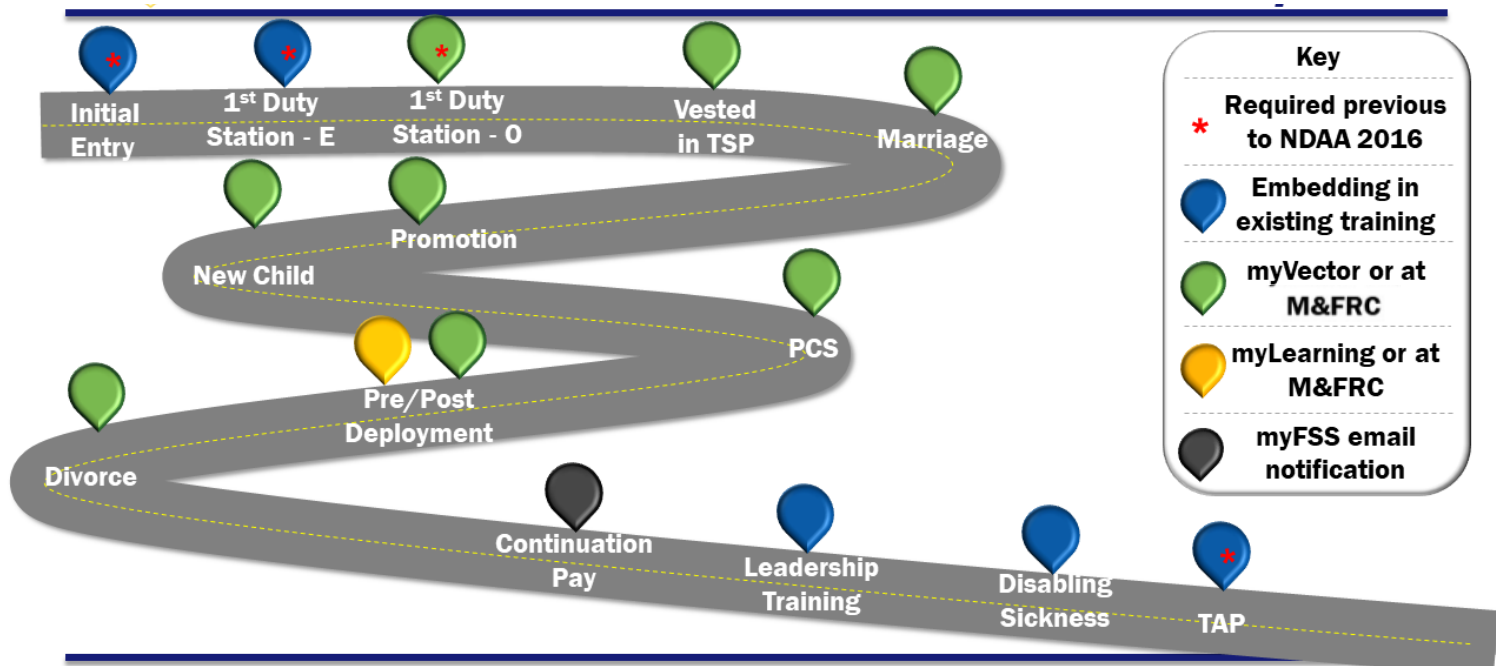 Initial
Entry
1st Duty
Station - E
1st Duty
Station - O
Vested
in TSP
Marriage
Promotion
New Child
PCS
Pre/Post
Deployment
Divorce
Continuation
Pay
Leadership
Training
Disabling
Sickness
TAP
Key
* Required previous
to NDAA 2016
Embedding in
existing training
myVector or at
M&FRC
myLearning or at
M&FRC
myFSS email
notification